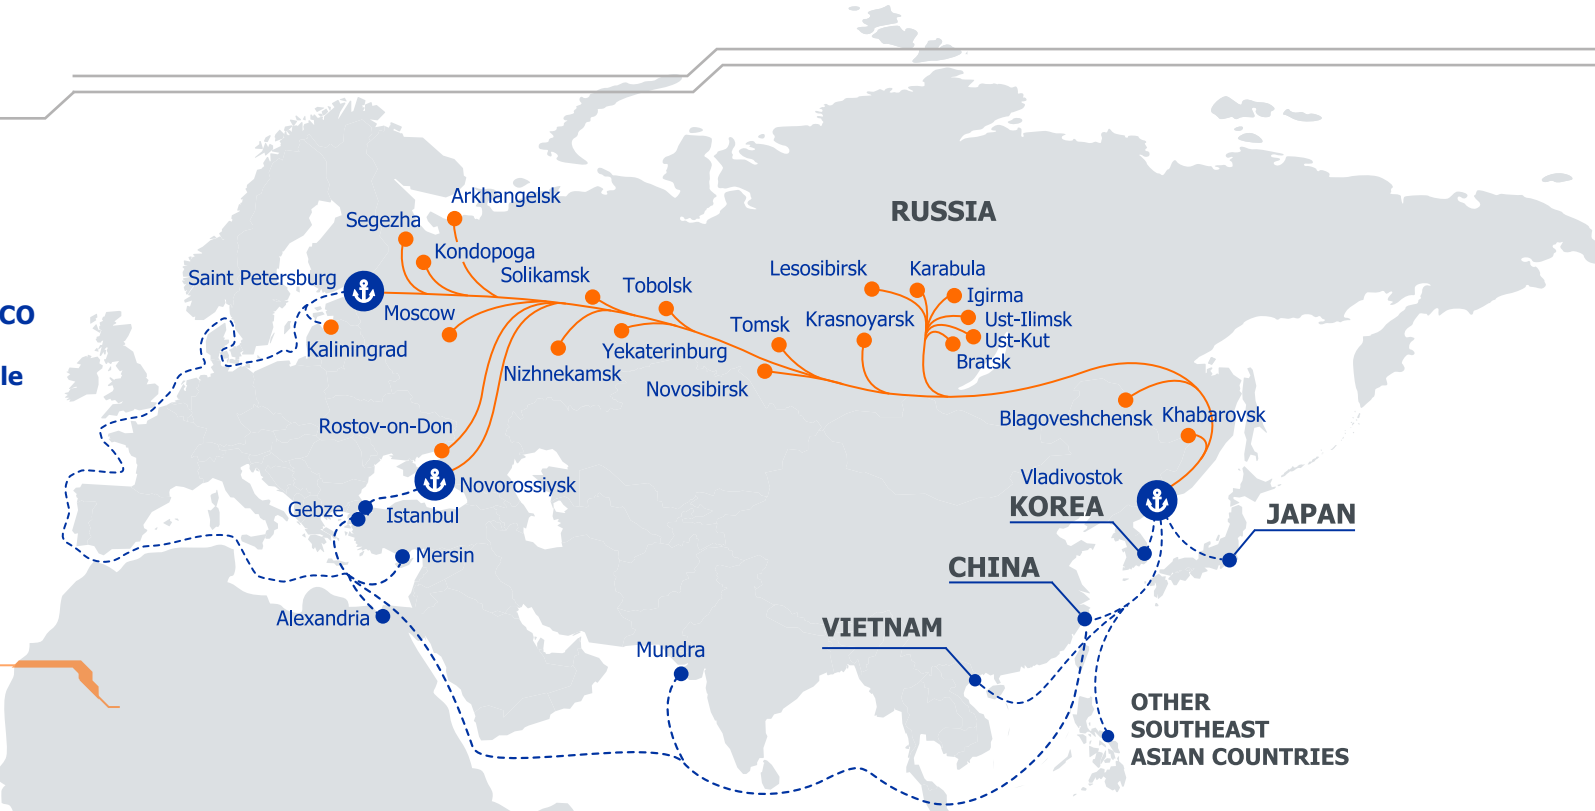 Arkhangelsk
RUSSIA
Segezha
Kondopoga
Solikamsk
Lesosibirsk
Karabula
Saint Petersburg
Tobolsk
Igirma
CO
Moscow
Tomsk
Krasnoyarsk
Ust-Ilimsk
Kaliningrad
Yekaterinburg
Ust-Kut
Bratsk
le
Nizhnekamsk
Novosibirsk
Blagoveshchensk
Khabarovsk
Rostov-on-Don
Vladivostok
Novorossiysk
Gebze
Istanbul
KOREA
JAPAN
Mersin
CHINA
Alexandria
VIETNAM
Mundra
OTHER
SOUTHEAST
ASIAN COUNTRIES